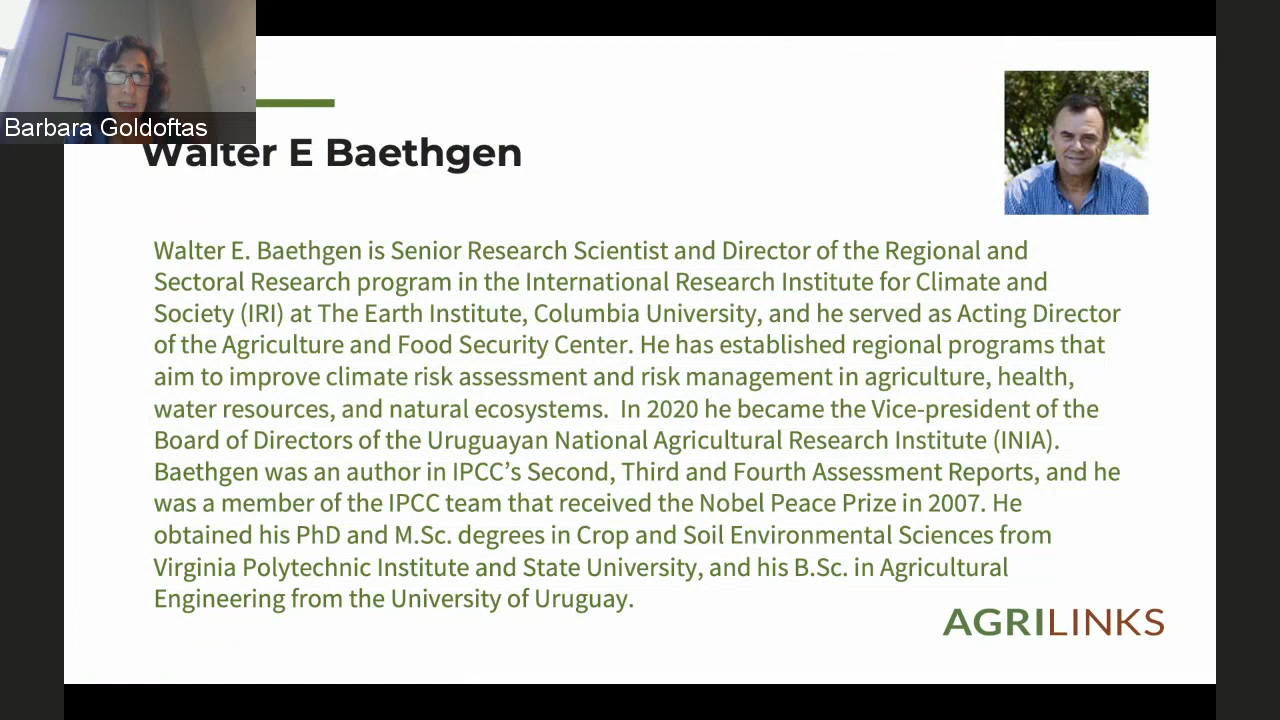 Barbara Goldoftas
Walter E Baethgen
Walter E. Baethgen is Senior Research Scientist and Director of the Regional and
Sectoral Research program in the International Research Institute for Climate and
Society (IRI) at The Earth Institute, Columbia University, and he served as Acting Director
of the Agriculture and Food Security Center. He has established regional programs that
aim to improve climate risk assessment and risk management in agriculture, health,
water resources, and natural ecosystems.  In 2020 he became the Vice-president of the
Board of Directors of the Uruguayan National Agricultural Research Institute (INIA).
Baethgen was an author in IPCC’s Second, Third and Fourth Assessment Reports, and he
was a member of the IPCC team that received the Nobel Peace Prize in 2007. He
obtained his PhD and M.Sc. degrees in Crop and Soil Environmental Sciences from
Virginia Polytechnic Institute and State University, and his B.Sc. in Agricultural
Engineering from the University of Uruguay.
AGRILINKS